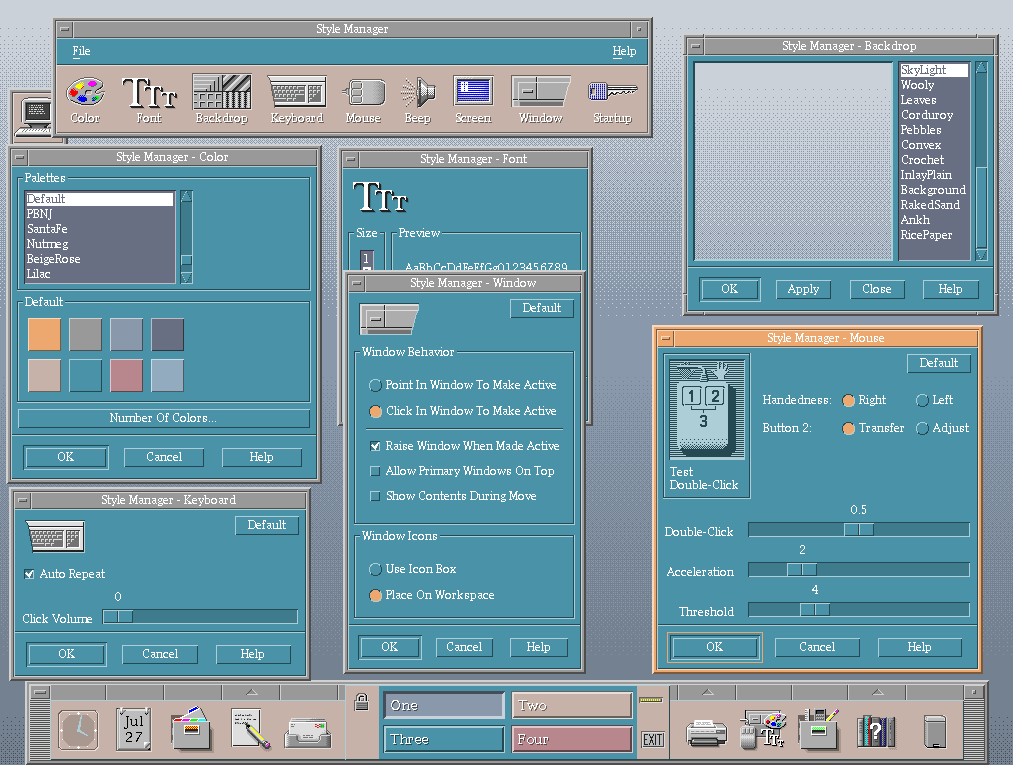 Style Manager
File Help
Color Font Backdrop Keyboard Mouse Beep Screen Window Startup
Style Manager - Color
Palettes
Default
PBNJ
SantaFe
Nutmeg
BeigeRose
Lilac
Default
Number Of Colors...
OK Cancel Help
Style Manager - Font
Size Preview
1 AaBbCcDdFeFfGg0123456789
Style Manager - Backdrop
SkyLight
Wooly
Leaves
Corduroy
Pebbles
Convex
Crochet
InlayPlain
Background
RakedSand
Ankh
RicePaper
OK Apply Close Help
Style Manager - Window
Default
Window Behavior
Point In Window To Make Active
Click In Window To Make Active
Raise Window When Made Active
Allow Primary Windows On Top
Show Contents During Move
Window Icons
Use Icon Box
Place On Workspace
OK Cancel Help
Style Manager - Mouse
Default
1 2
3
Test
Double-Click
Handedness: Right Left
Button 2: Transfer Adjust
0.5
Double-Click
2
Acceleration
4
Threshold
OK Cancel Help
Style Manager - Keyboard
Default
Auto Repeat
0
Click Volume
OK Cancel Help
Jul
27
One Two
Three Four
EXIT
?